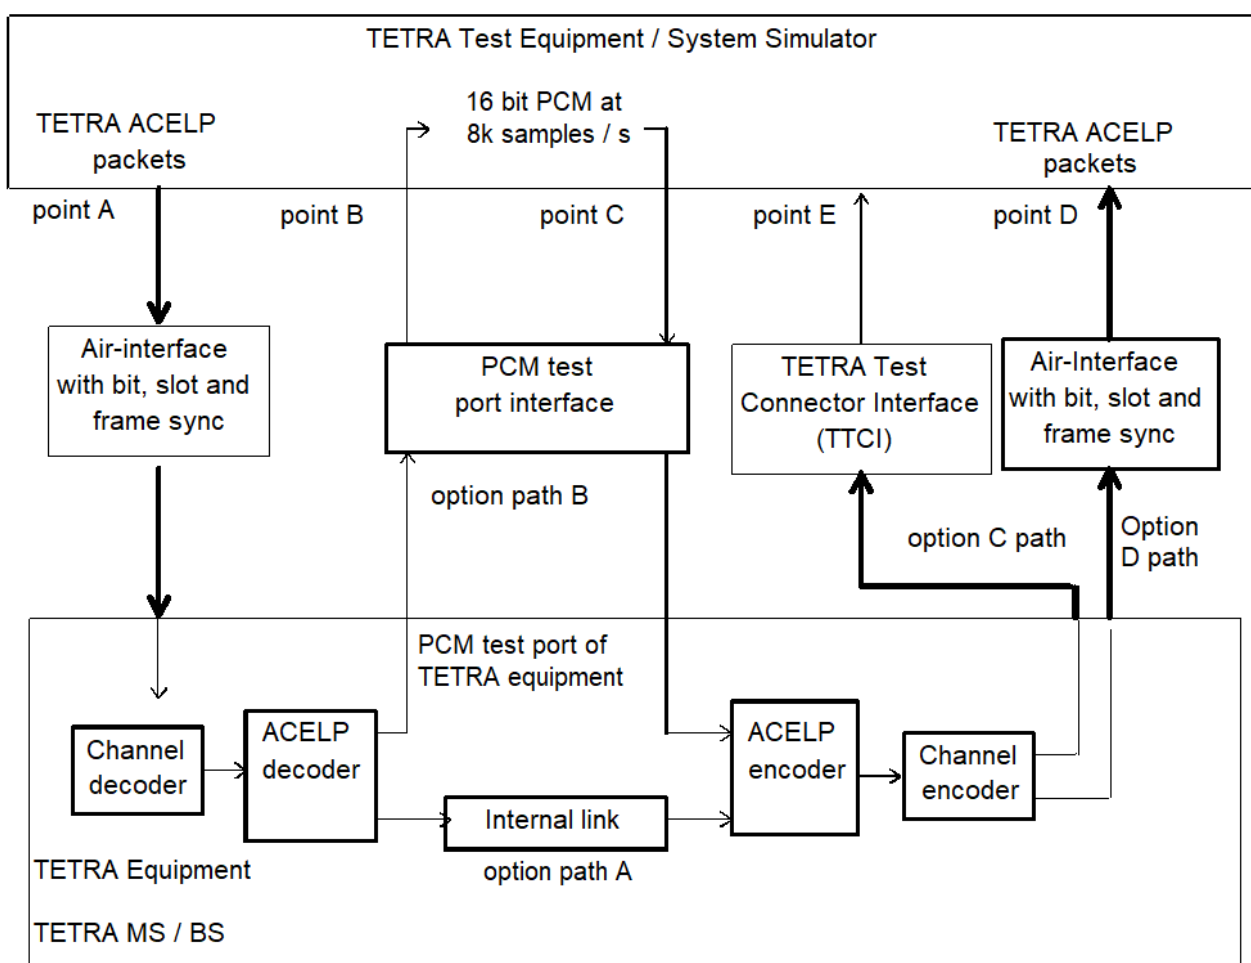 TETRA Test Equipment / System Simulator
16 bit PCM at
8k samples / s
TETRA ACELP
packets
TETRA ACELP
packets
point A
point B
point C
point E
point D
Air-interface
with bit, slot and
frame sync
PCM test
port interface
TETRA Test
Connector Interface
(TTCI)
Air-Interface
with bit, slot and
frame sync
option path B
option C path
Option
D path
PCM test port of
TETRA equipment
Channel
decoder
ACELP
decoder
Internal link
option path A
ACELP
encoder
Channel
encoder
TETRA Equipment
TETRA MS / BS